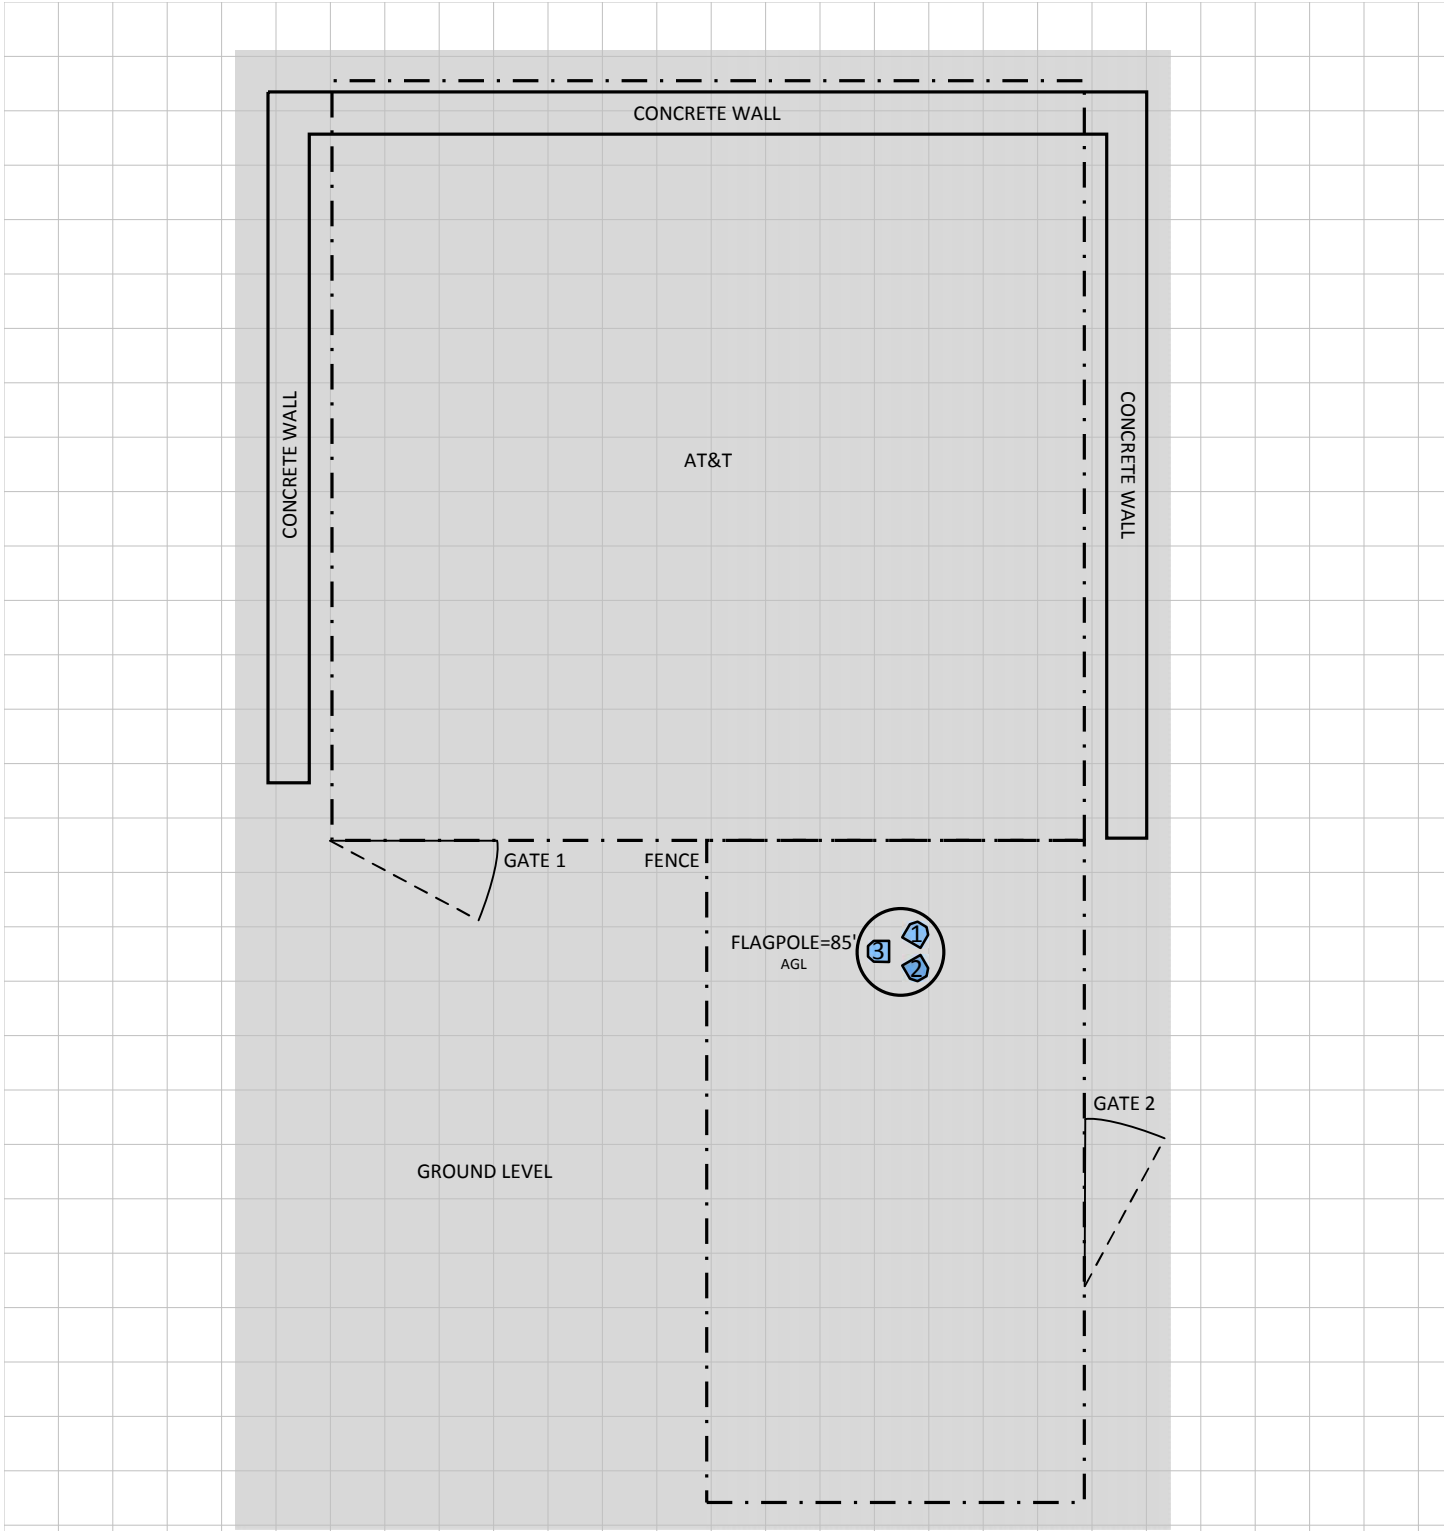 CONCRETE WALL
CONCRETE WALL
CONCRETE WALL
AT&T
GATE 1
FENCE
FLAGPOLE=85'
AGL
1
2
3
GATE 2
GROUND LEVEL